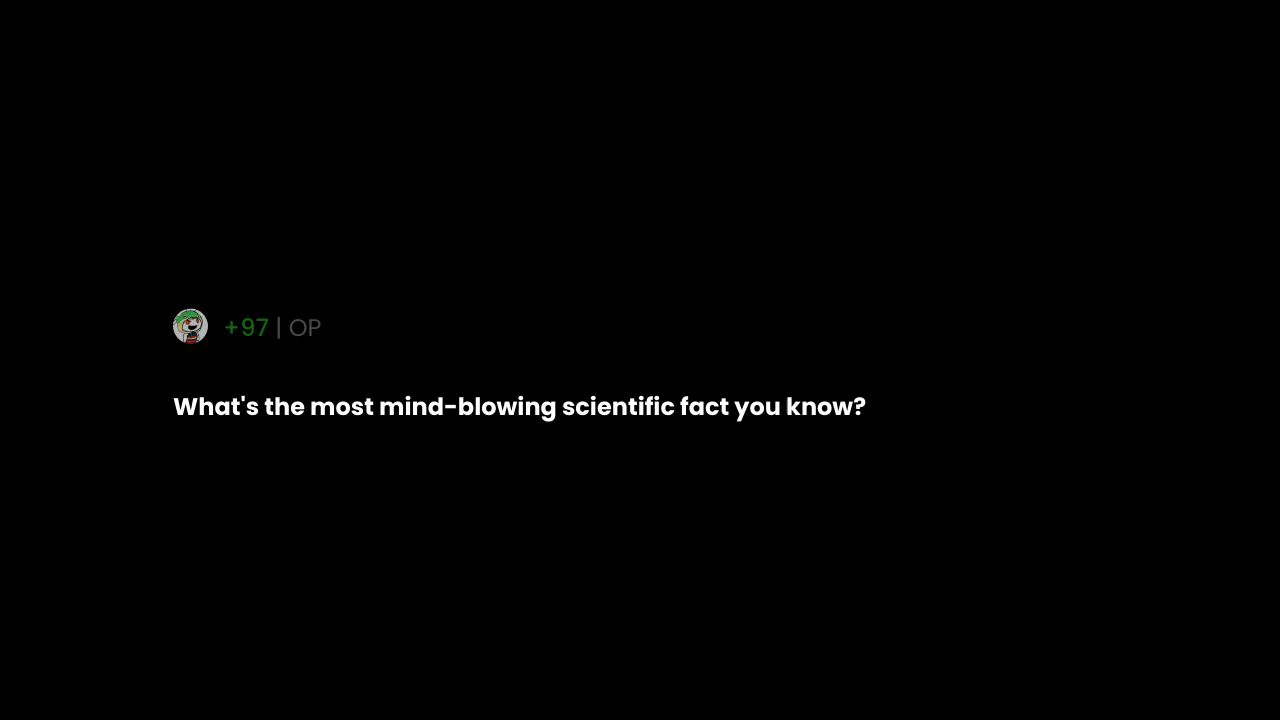 +97 | OP
What's the most mind-blowing scientific fact you know?